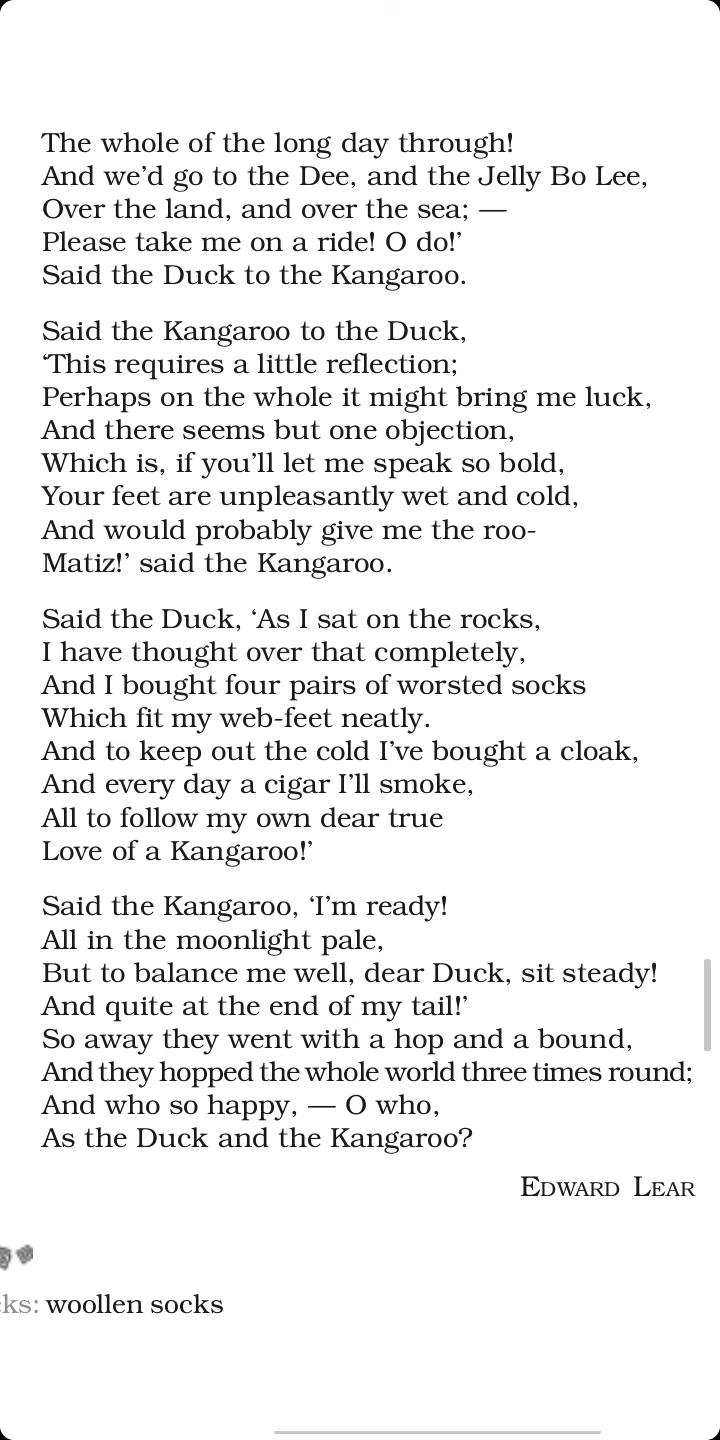 The whole of the long day through!
And we’d go to the Dee, and the Jelly Bo Lee,
Over the land, and over the sea; —
Please take me on a ride! O do!’
Said the Duck to the Kangaroo.
Said the Kangaroo to the Duck,
‘This requires a little reflection;
Perhaps on the whole it might bring me luck,
And there seems but one objection,
Which is, if you’ll let me speak so bold,
Your feet are unpleasantly wet and cold,
And would probably give me the roo-
Matiz!’ said the Kangaroo.
Said the Duck, ‘As I sat on the rocks,
I have thought over that completely,
And I bought four pairs of worsted socks
Which fit my web-feet neatly.
And to keep out the cold I’ve bought a cloak,
And every day a cigar I’ll smoke,
All to follow my own dear true
Love of a Kangaroo!’
Said the Kangaroo, ‘I’m ready!
All in the moonlight pale,
But to balance me well, dear Duck, sit steady!
And quite at the end of my tail!’
So away they went with a hop and a bound,
And they hopped the whole world three times round;
And who so happy, — O who,
As the Duck and the Kangaroo?
EDWARD LEAR
cks: woollen socks